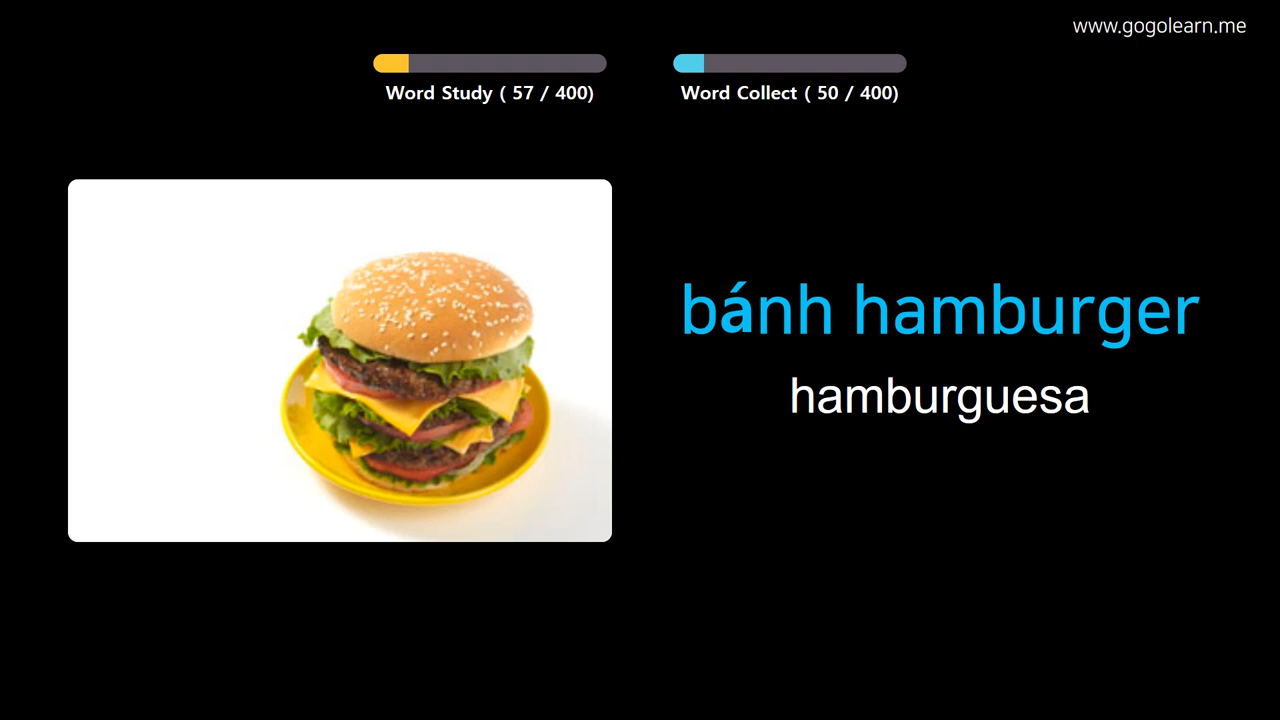 www.gogolearn.me
Word Study ( 57 / 400)
Word Collect ( 50 / 400)
bánh hamburger
hamburguesa